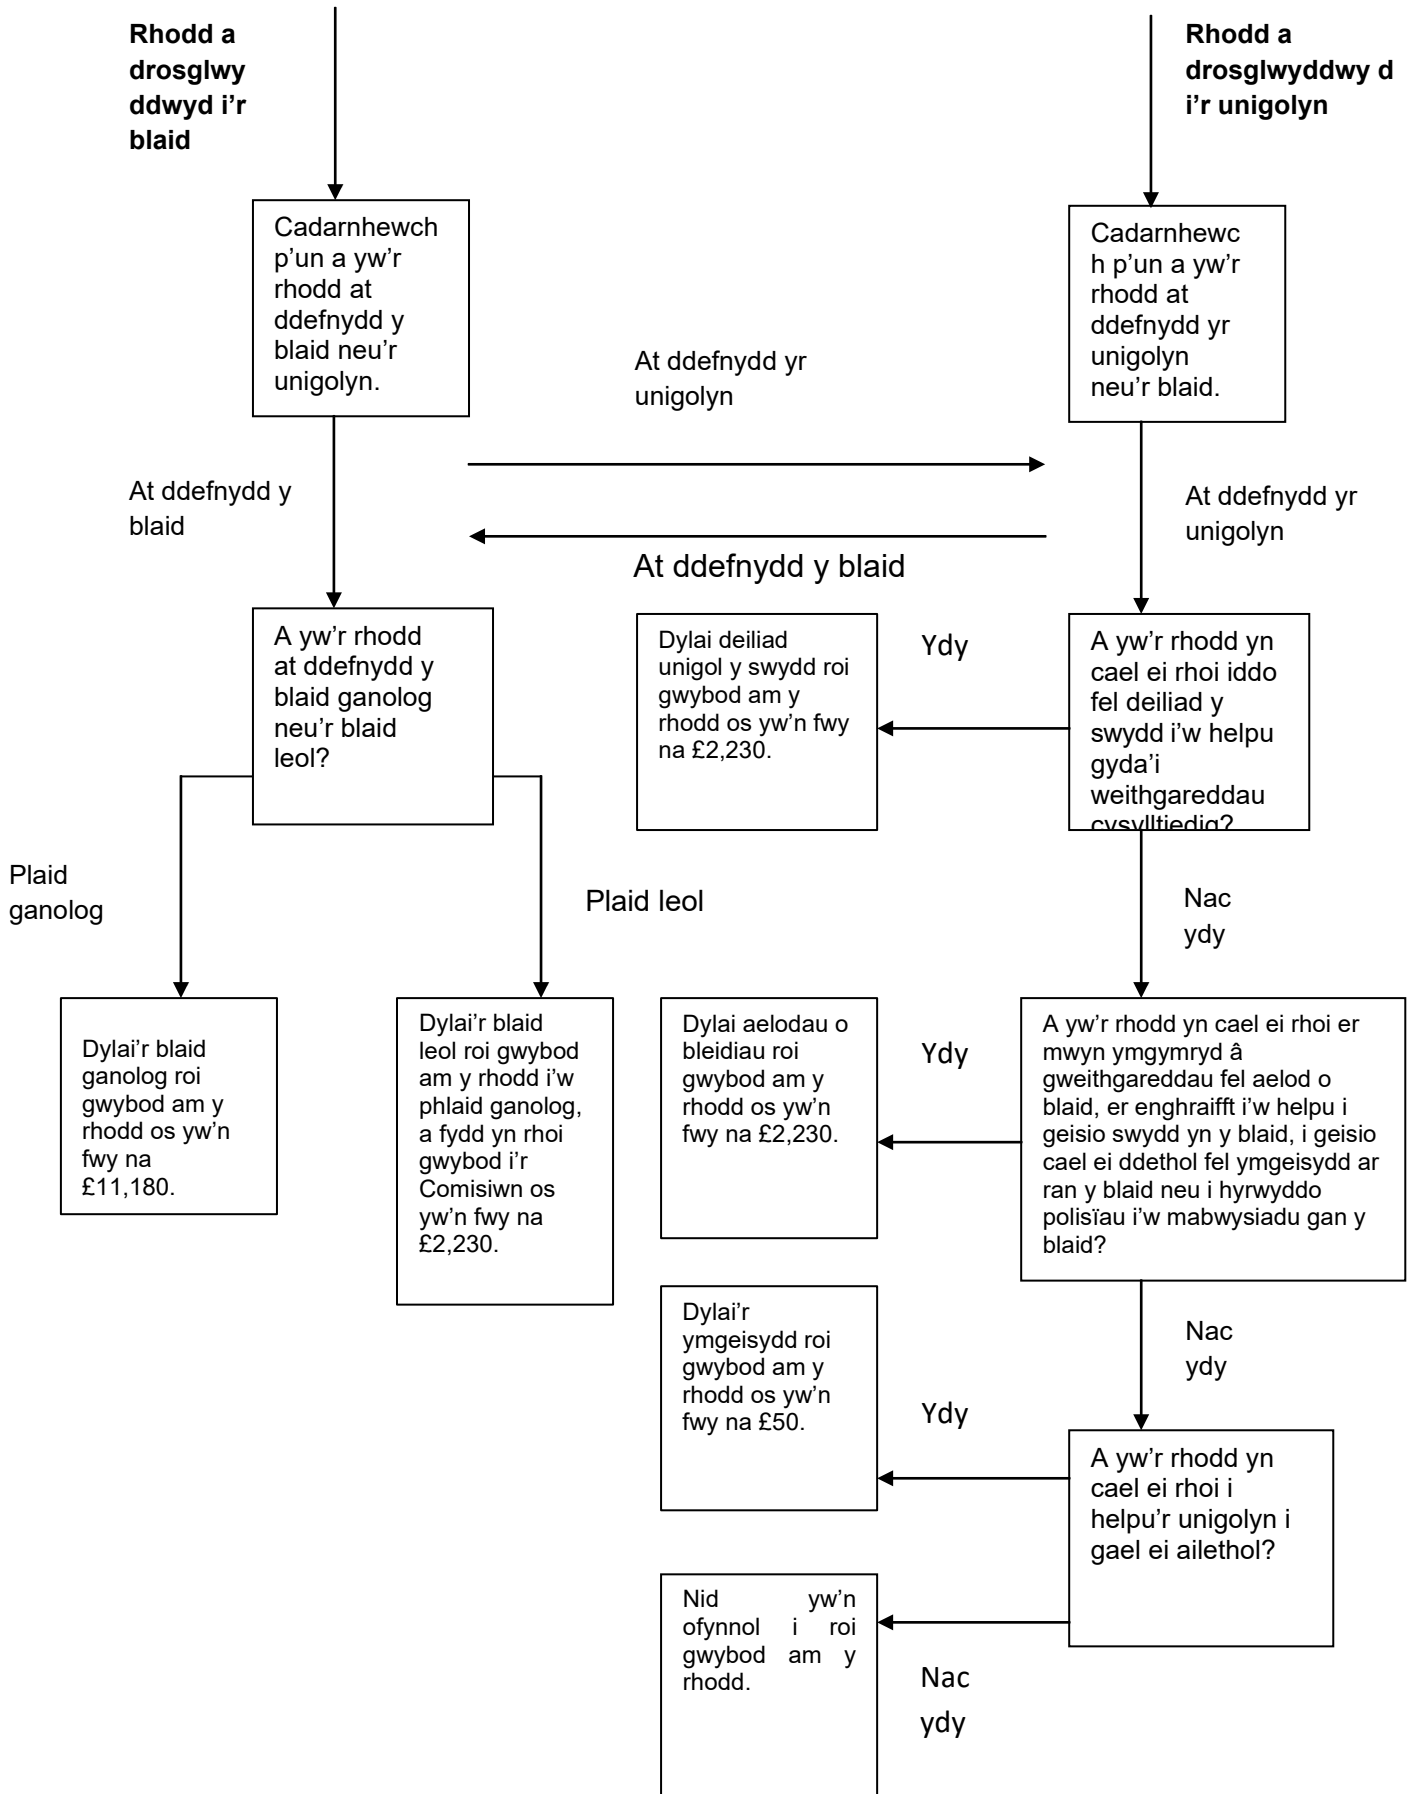 Rhodd a
drosglwy
ddwyd i'r
blaid
Rhodd a
drosglwyddwy d
i'r unigolyn
Cadarnhewch
p'un a yw'r
rhodd at
ddefnydd y
blaid neu'r
unigolyn.
Cadarnhewc
h p'un a yw'r
rhodd at
ddefnydd yr
unigolyn
neu'r blaid.
At ddefnydd yr
unigolyn
At ddefnydd y
blaid
At ddefnydd yr
unigolyn
At ddefnydd y blaid
A yw'r rhodd
at ddefnydd y
blaid ganolog
neu'r blaid
leol?
Dylai deiliad
unigol y swydd roi
gwybod am y
rhodd os yw'n fwy
na £2,230.
Ydy
A yw'r rhodd yn
cael ei rhoi iddo
fel deiliad y
swydd i'w helpu
gyda'i
weithgareddau
cysylltiedig?
Plaid
ganolog
Plaid leol
Nac
ydy
Dylai'r blaid
ganolog roi
gwybod am y
rhodd os yw'n
fwy na
£11,180.
Dylai'r blaid
leol roi gwybod
am y rhodd i'w
phlaid ganolog,
a fydd yn rhoi
gwybod i'r
Comisiwn os
yw'n fwy na
£2,230.
Dylai aelodau o
bleidiau roi
gwybod am y
rhodd os yw'n
fwy na £2,230.
Ydy
A yw'r rhodd yn cael ei rhoi er
mwyn ymgymryd â
gweithgareddau fel aelod o
blaid, er enghraifft i'w helpu i
geisio swydd yn y blaid, i geisio
cael ei ddethol fel ymgeisydd ar
ran y blaid neu i hyrwyddo
polisïau i'w mabwysiadu gan y
blaid?
Dylai'r
ymgeisydd roi
gwybod am y
rhodd os yw'n
fwy na £50.
Nac
ydy
Ydy
A yw'r rhodd yn
cael ei rhoi i
helpu'r unigolyn i
gael ei ailethol?
Nid yw'n
ofynnol i roi
gwybod am y
rhodd.
Nac
ydy